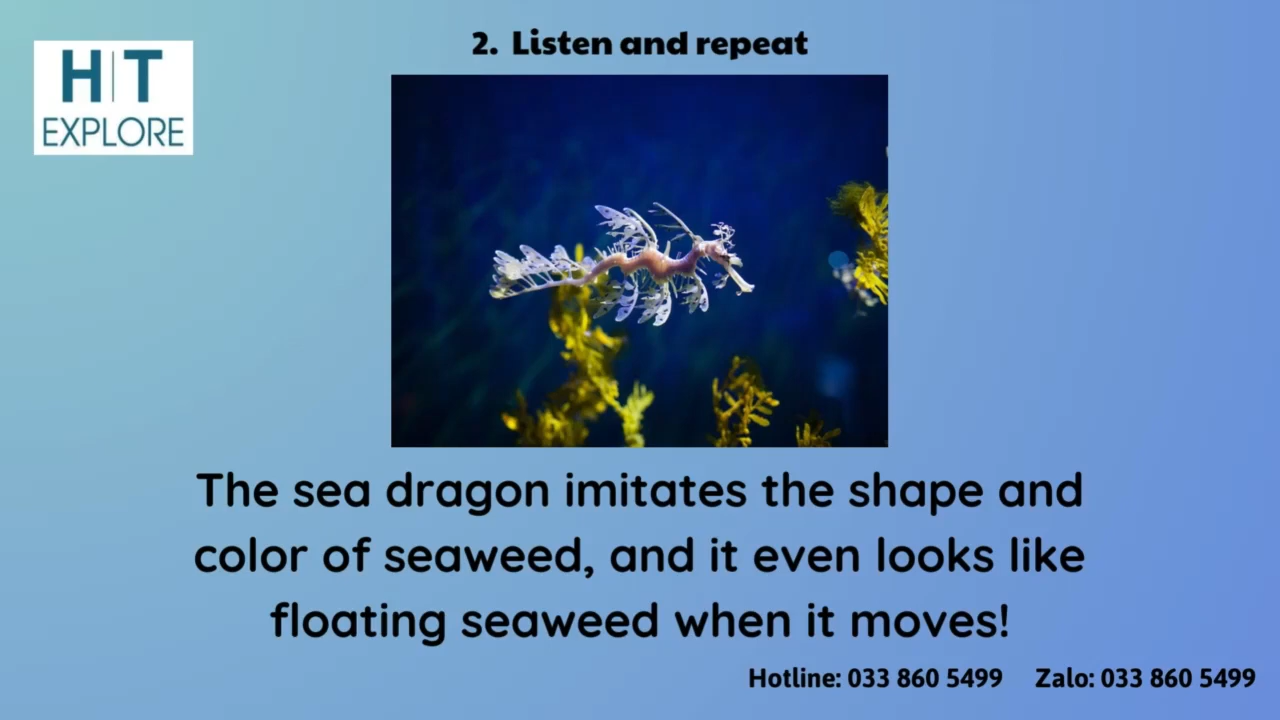 2. Listen and repeat
H|T
EXPLORE
The sea dragon imitates the shape and
color of seaweed, and it even looks like
floating seaweed when it moves!
Hotline: 033 860 5499 Zalo: 033 860 5499